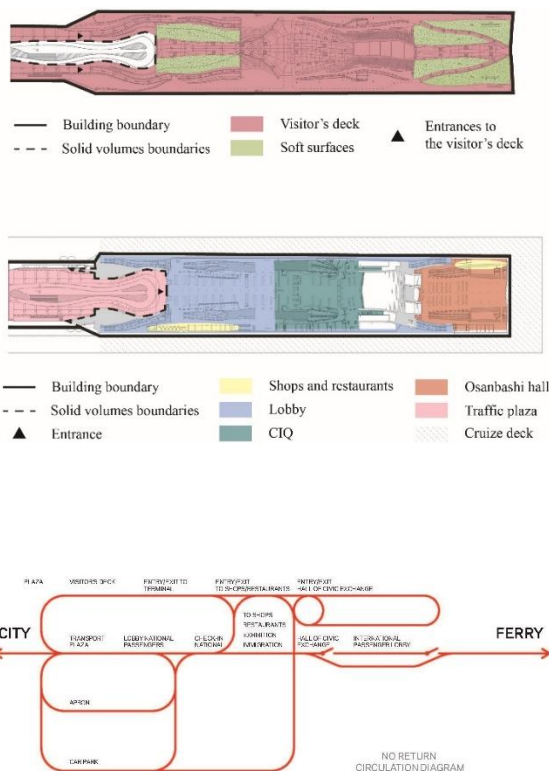 Building boundary
Visitor's deck
Entrances to
the visitor's deck
Solid volumes boundaries
Soft surfaces
Building boundary
Shops and restaurants
Osanbashi hall
Solid volumes boundaries
Lobby
Traffic plaza
Entrance
CIQ
Cruize deck
PLAZA
VISITORS DECK
ENTRY/EXIT TO
TERMINAL
ENTRY/EXIT
TO SHOPS/RESTAURANTS
ENTRY/EXIT
HALL OF CIVIC EXCHANGE
CITY
TRANSPORT
PLAZA
LOBBY NATIONAL
PASSENGERS
CHECK-IN
NATIONAL
TO SHOPS
RESTAURANTS
EXHIBITION
IMMIGRATION
HALL OF CIVIC
EXCHANGE
INTERNATIONAL
PASSENGER LOBBY
FERRY
APRON
CAR PARK
NO RETURN
CIRCULATION DIAGRAM